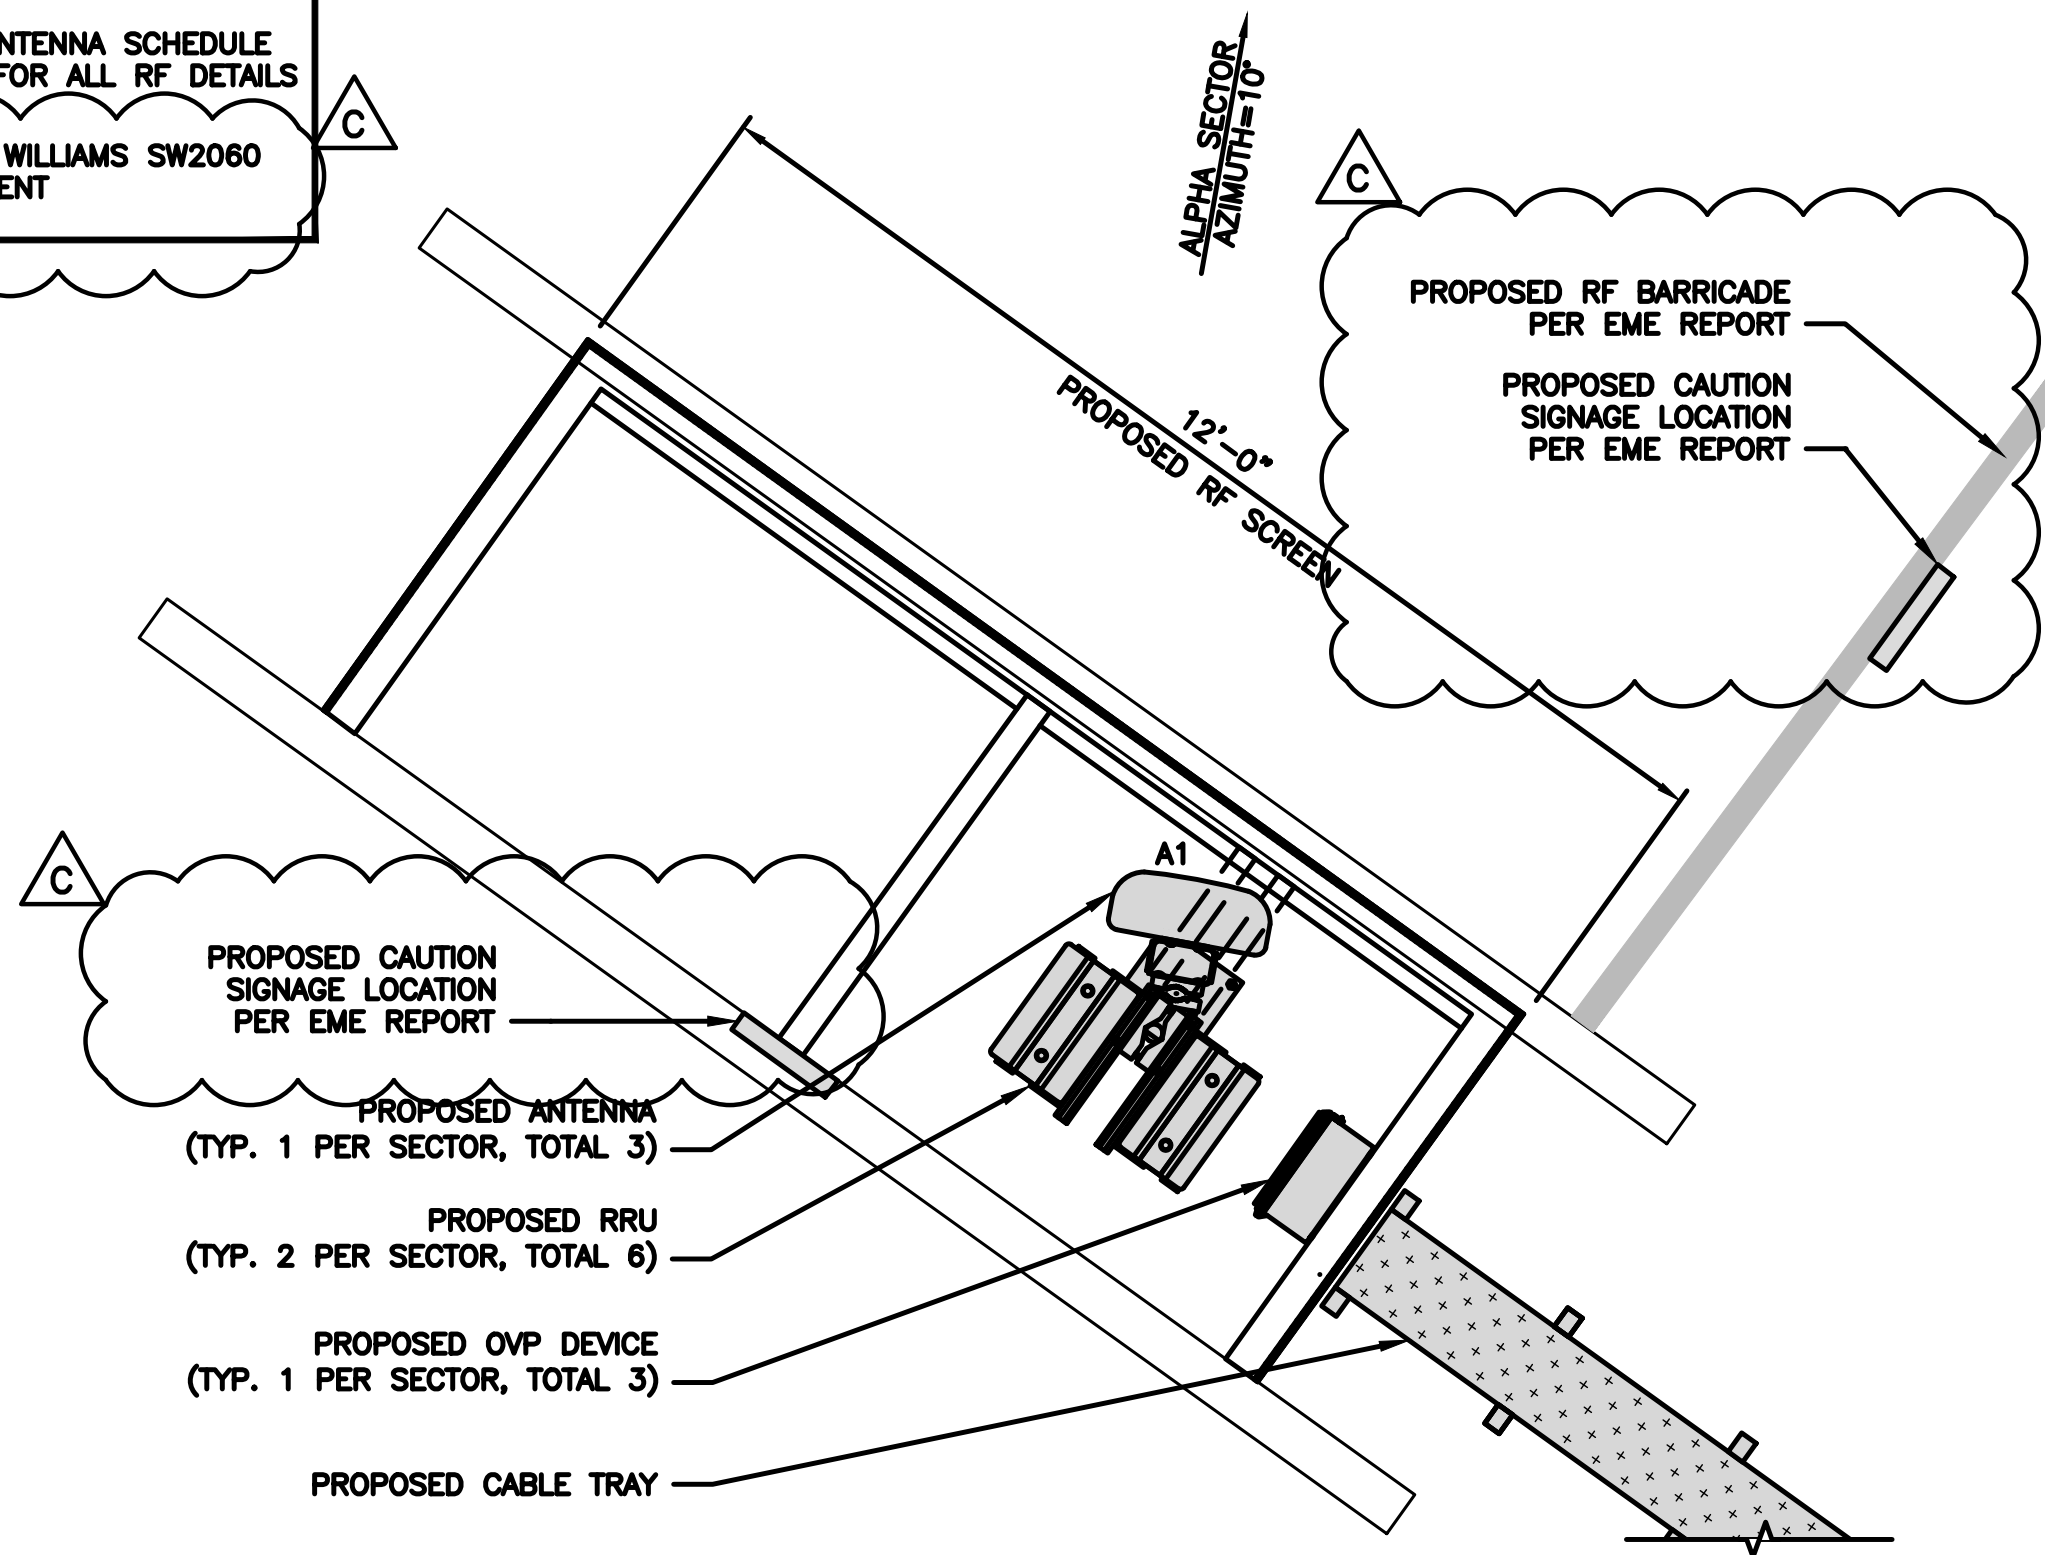 FOR ALL RF DETAILS
C
WILLIAMS SW2060
ALPHA SECTOR
AZIMUTH=10°
C
PROPOSED RF BARRICADE
PER EME REPORT
PROPOSED CAUTION
SIGNAGE LOCATION
PER EME REPORT
12'-0"
PROPOSED RF SCREEN
A1
C
PROPOSED CAUTION
SIGNAGE LOCATION
PER EME REPORT
PROPOSED ANTENNA
(TYP. 1 PER SECTOR, TOTAL 3)
PROPOSED RRU
(TYP. 2 PER SECTOR, TOTAL 6)
PROPOSED OVP DEVICE
(TYP. 1 PER SECTOR, TOTAL 3)
PROPOSED CABLE TRAY